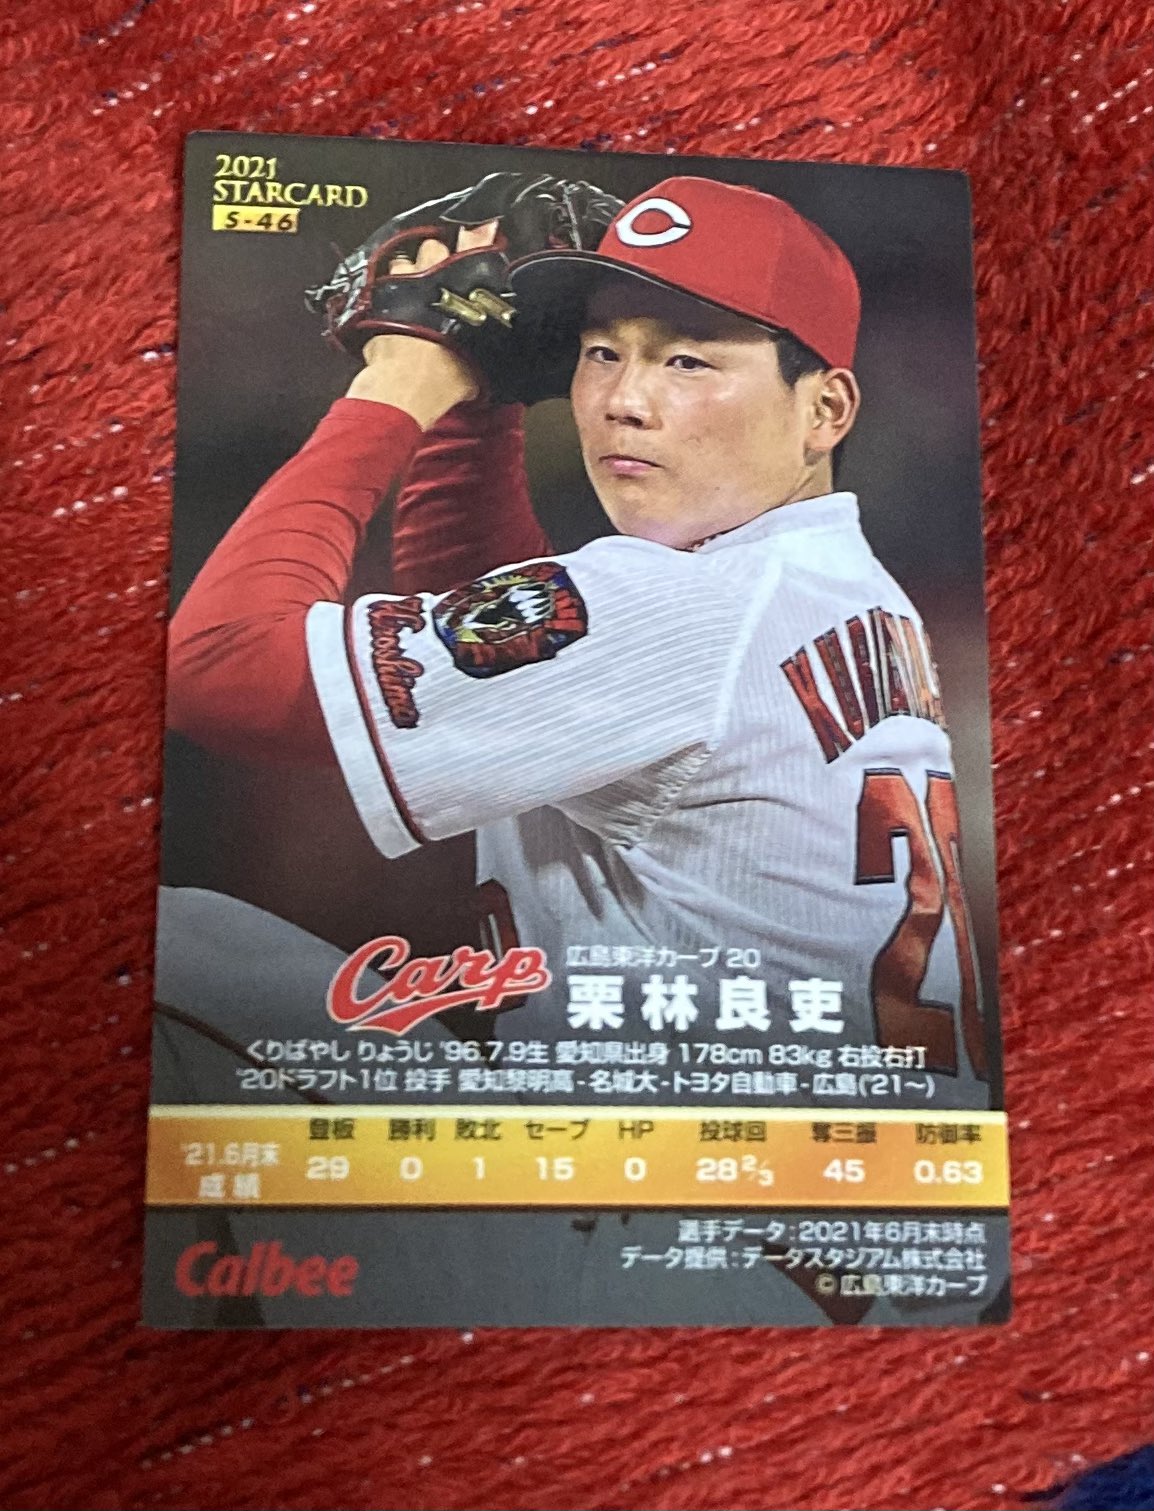 2021
STARCARD
S-46
C
Hiroshima
20
Carp
広島東洋カープ 20
栗林良吏
くりばやし りょうじ '96.7.9生 愛知県出身 178cm 83kg 右投右打
'20ドラフト1位 投手 愛知黎明高-名城大-トヨタ自動車-広島('21~)
登板 勝利 敗北 セーブ HP 投球回 奪三振 防御率
'21.6月末
成績 29 0 1 15 0 28 2/3 45 0.63
選手データ:2021年6月末時点
データ提供:データスタジアム株式会社
© 広島東洋カープ
Calbee